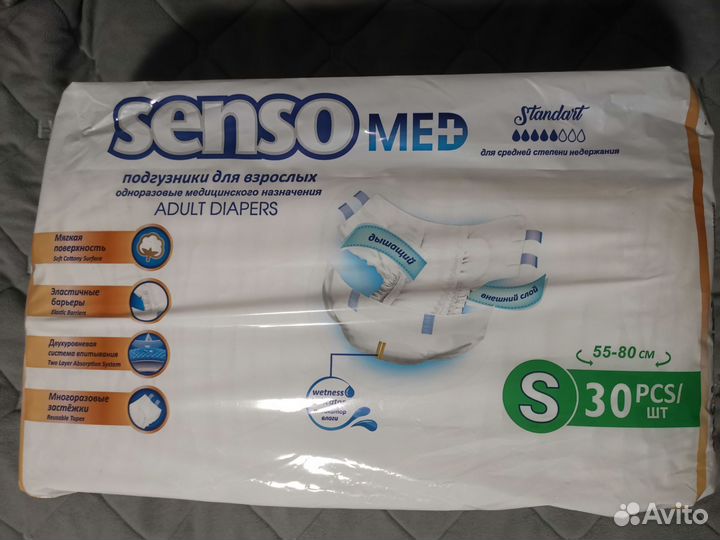 senso MED
Standart
для средней степени недержания
подгузники для взрослых
одноразовые медицинского назначения
ADULT DIAPERS
Мягкая
поверхность
Soft Cottony Surface
Эластичные
барьеры
Elastic Barriers
Двухуровневая
система впитывания
Two Layer Absorption System
Многоразовые
застёжки
Reusable Tapes
дышащий
внешний слой
wetness
влаги
55-80 см
S 30 PCS/
шт
Avito